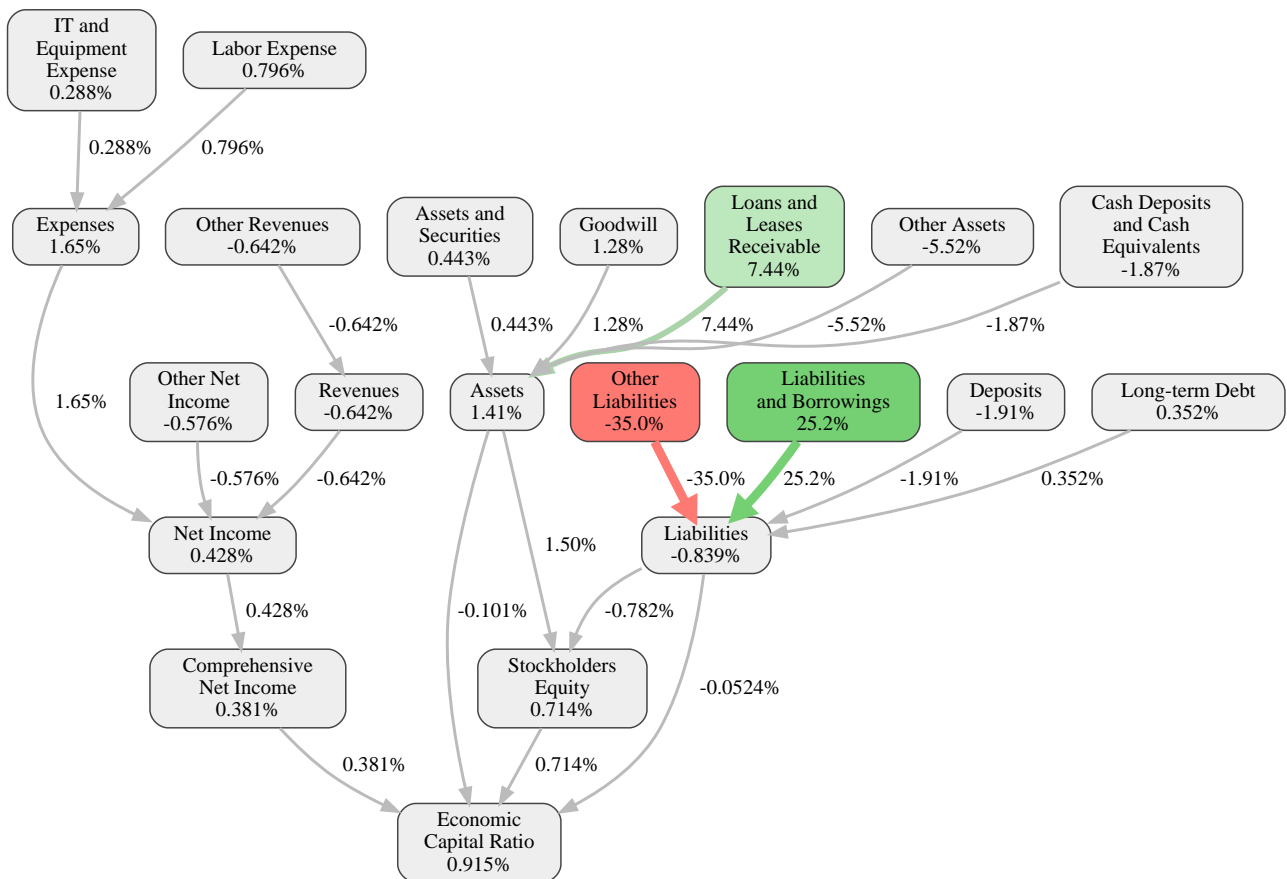 IT and
Equipment
Expense
0.288%
Labor Expense
0.796%
0.288%
0.796%
Expenses
1.65%
Other Revenues
-0.642%
Assets and
Securities
0.443%
Goodwill
1.28%
Loans and
Leases
Receivable
7.44%
Other Assets
-5.52%
Cash Deposits
and Cash
Equivalents
-1.87%
-0.642%
0.443%
1.28%
7.44%
-5.52%
-1.87%
1.65%
Other Net
Income
-0.576%
Revenues
-0.642%
Assets
1.41%
Other
Liabilities
-35.0%
Liabilities
and Borrowings
25.2%
Deposits
-1.91%
Long-term Debt
0.352%
-0.576%
-0.642%
-35.0%
25.2%
-1.91%
0.352%
Net Income
0.428%
1.50%
Liabilities
-0.839%
0.428%
-0.101%
-0.782%
Comprehensive
Net Income
0.381%
Stockholders
Equity
0.714%
-0.0524%
0.381%
0.714%
Economic
Capital Ratio
0.915%